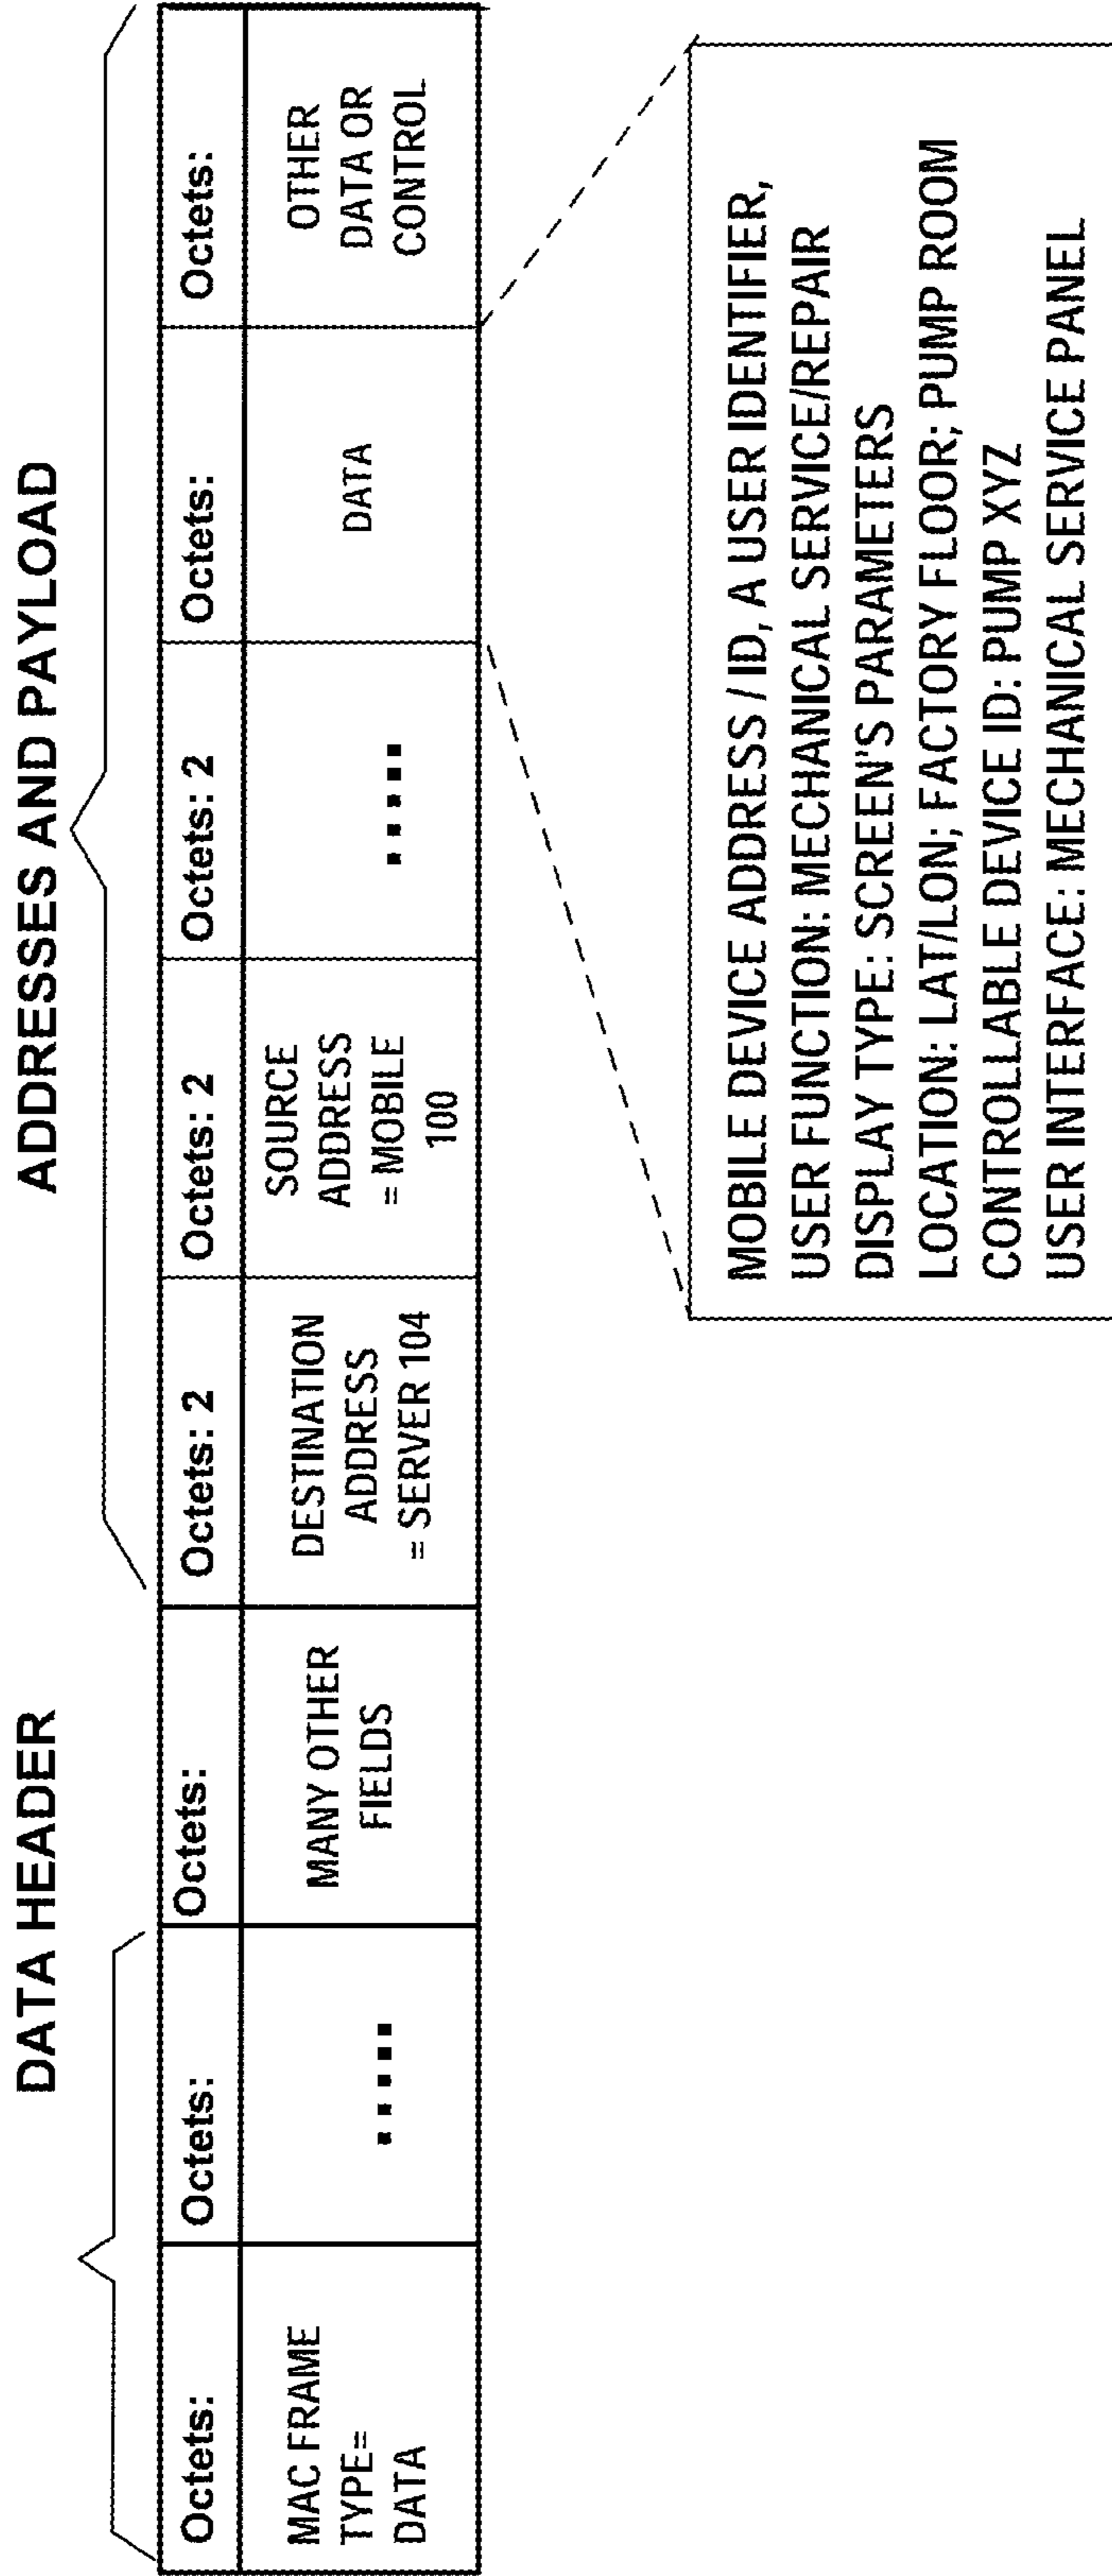 DATA HEADER
ADDRESSES AND PAYLOAD
Octets:
Octets:
Octets:
Octets: 2
Octets: 2
Octets: 2
Octets:
Octets:
MAC FRAME
TYPE=
DATA
.....
MANY OTHER
FIELDS
DESTINATION
ADDRESS
= SERVER 104
SOURCE
ADDRESS
= MOBILE
100
.....
DATA
OTHER
DATA OR
CONTROL
MOBILE DEVICE ADDRESS / ID, A USER IDENTIFIER,
USER FUNCTION: MECHANICAL SERVICE/REPAIR
DISPLAY TYPE: SCREEN'S PARAMETERS
LOCATION: LAT/LON; FACTORY FLOOR; PUMP ROOM
CONTROLLABLE DEVICE ID: PUMP XYZ
USER INTERFACE: MECHANICAL SERVICE PANEL